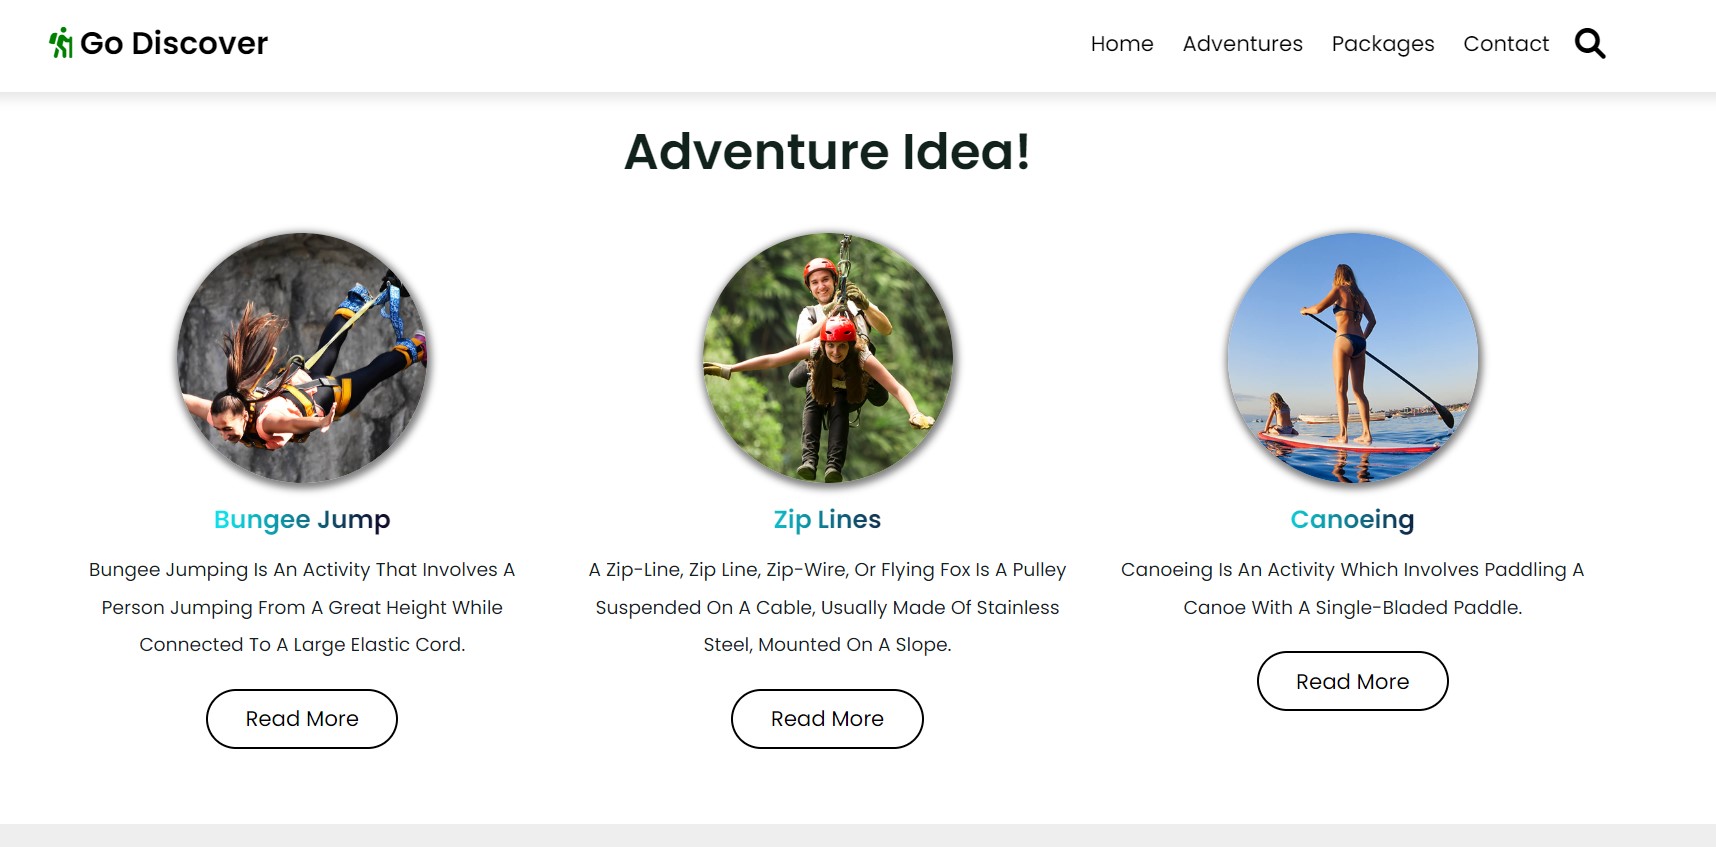 Go Discover
Home Adventures Packages Contact
Adventure Idea!
Bungee Jump
Bungee Jumping Is An Activity That Involves A
Person Jumping From A Great Height While
Connected To A Large Elastic Cord.
Read More
Zip Lines
A Zip-Line, Zip Line, Zip-Wire, Or Flying Fox Is A Pulley
Suspended On A Cable, Usually Made Of Stainless
Steel, Mounted On A Slope.
Read More
Canoeing
Canoeing Is An Activity Which Involves Paddling A
Canoe With A Single-Bladed Paddle.
Read More